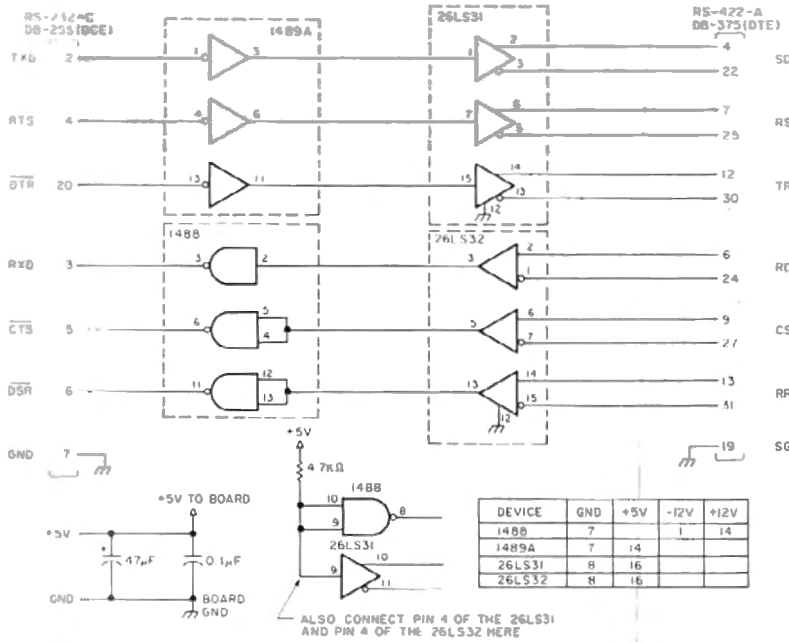 RS-232-C
DB-25S(DCE)
1489A
26LS31
RS-422-A
DB-37S(DTE)
TXD 2 1 3 1 2 3 4 22 SD
RTS 4 4 6 7 6 5 7 25 RS
DTR 20 13 11 15 14 13 12 12 30 TR
1488
26LS32
RXD 3 3 2 3 2 1 6 24 RD
CTS 5 6 5 4 5 6 7 9 27 CS
DSR 6 11 12 13 13 14 15 12 13 31 RR
GND 7
19 SG
+5V
4.7KΩ
1488
10 9 8
26LS31
9 10 11
+5V TO BOARD
+5V
+ 47µF
0.1µF
GND
BOARD
GND
ALSO CONNECT PIN 4 OF THE 26LS31
AND PIN 4 OF THE 26LS32 HERE
DEVICE GND +5V -12V +12V
1488 7 1 14
1489A 7 14
26LS31 8 16
26LS32 8 16